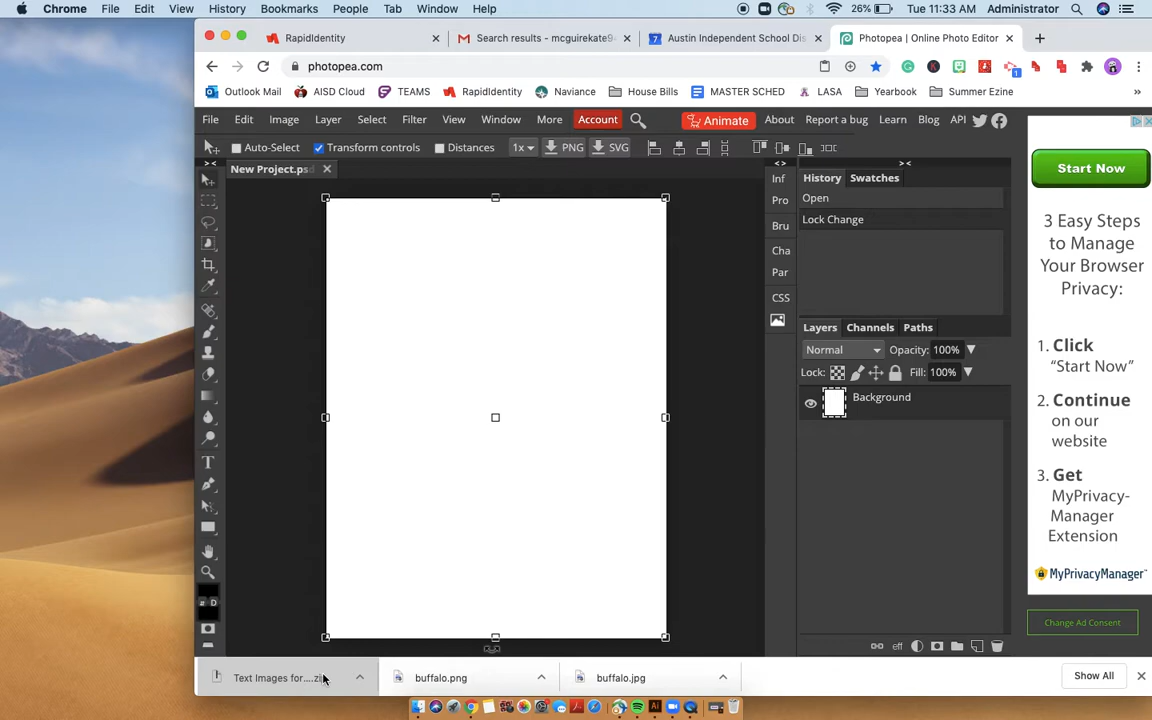 Chrome File Edit View History Bookmarks People Tab Window Help 26% Tue 11:33 AM Administrator
RapidIdentity Search results - mcguirekate9 Austin Independent School Dis Photopea | Online Photo Editor
photopea.com 1
Outlook Mail AISD Cloud TEAMS RapidIdentity Naviance House Bills MASTER SCHED LASA Yearbook Summer Ezine »
File Edit Image Layer Select Filter View Window More Account Animate About Report a bug Learn Blog API
Auto-Select Transform controls Distances 1x PNG SVG
New Project.psd
Inf
Pro
Bru
Cha
Par
CSS
History Swatches
Open
Lock Change
Layers Channels Paths
Normal Opacity: 100%
Lock: Fill: 100%
Background
eff
D
Start Now
3 Easy Steps
to Manage
Your Browser
Privacy:
1. Click
“Start Now”
2. Continue
on our
website
3. Get
MyPrivacy-
Manager
Extension
MyPrivacyManager
Change Ad Consent
Text Images for....zip buffalo.png buffalo.jpg Show All